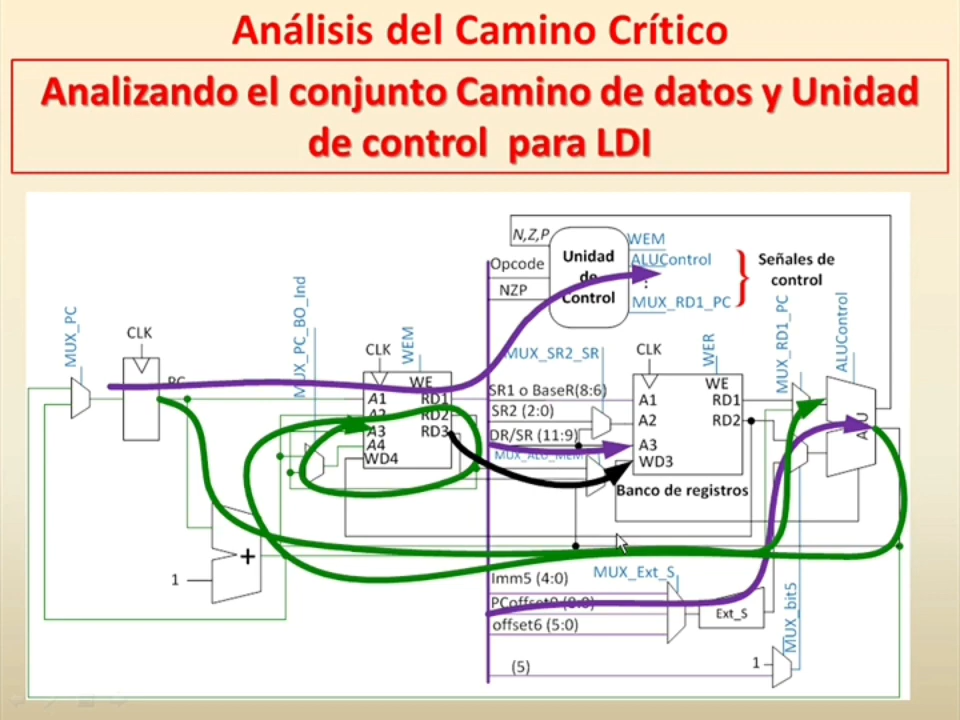 Análisis del Camino Crítico
Analizando el conjunto Camino de datos y Unidad
de control para LDI
N,Z,P
Opcode
NZP
Unidad
de
Control
WEM
ALUControl
:
MUX_RD1_PC
Señales de
control
MUX_PC
CLK
PC
MUX_PC_BO_Ind
CLK
WEM
WE
A1
A2
A3
A4
WD4
RD1
RD2
RD3
MUX_SR2_SR
SR1 o BaseR(8:6)
SR2 (2:0)
DR/SR (11:9)
MUX_ALU_MEM
CLK
WER
WE
A1
A2
A3
WD3
RD1
RD2
Banco de registros
MUX_RD1_PC
ALUControl
ALU
+
1
Imm5 (4:0)
PCoffset9 (8:0)
offset6 (5:0)
(5)
MUX_Ext_S
Ext_S
MUX_bit5
1